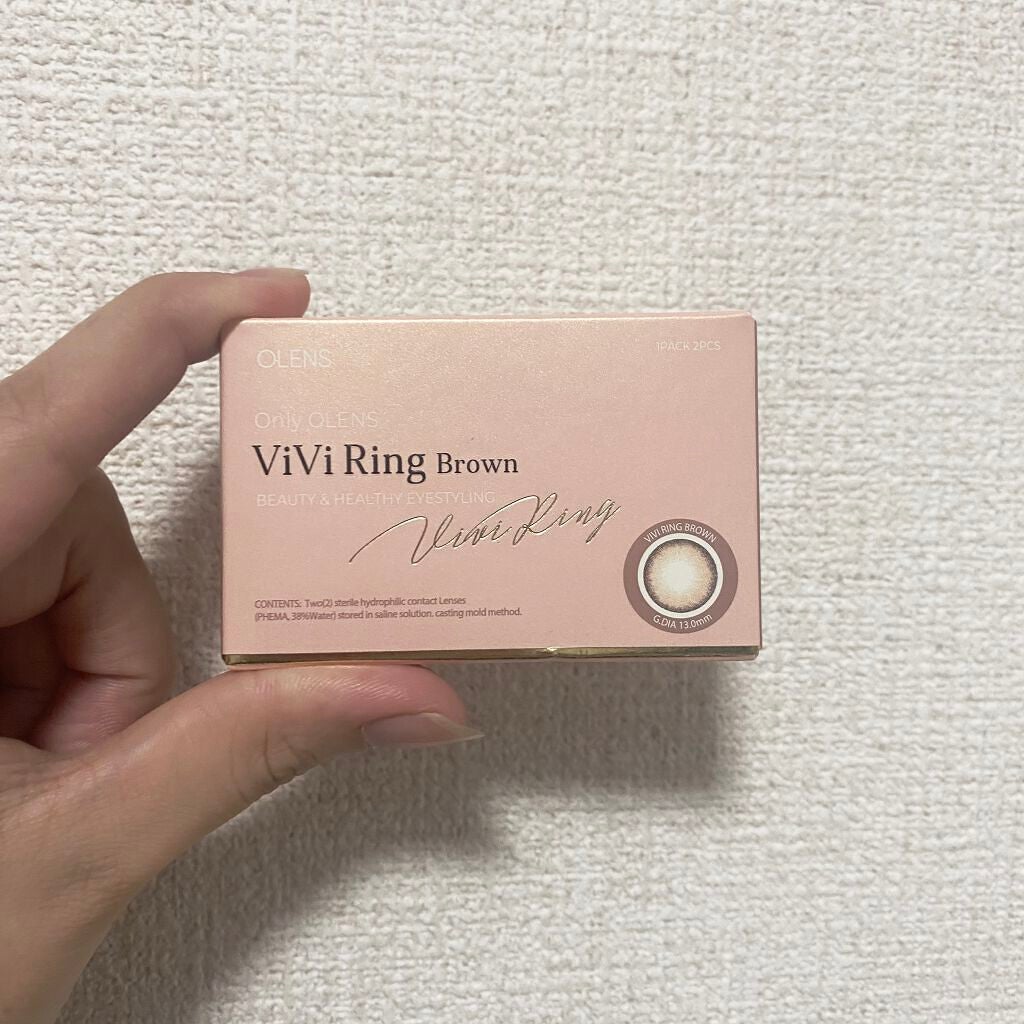 OLENS
1PACK 2PCS
Only OLENS
ViVi Ring Brown
BEAUTY & HEALTHY EYESTYLING
Vivi Ring
VIVI RING BROWN
G.DIA 13.0mm
CONTENTS: Two(2) sterile hydrophilic contact Lenses
(PHEMA, 38%Water) stored in saline solution. casting mold method.